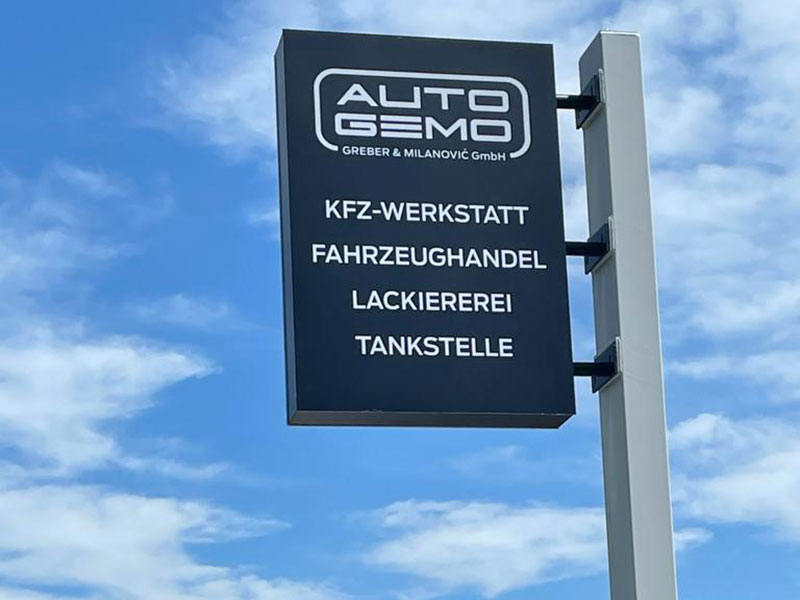 AUTO
GEMO
GREBER & MILANOVIĆ GmbH
KFZ-WERKSTATT
FAHRZEUGHANDEL
LACKIEREREI
TANKSTELLE